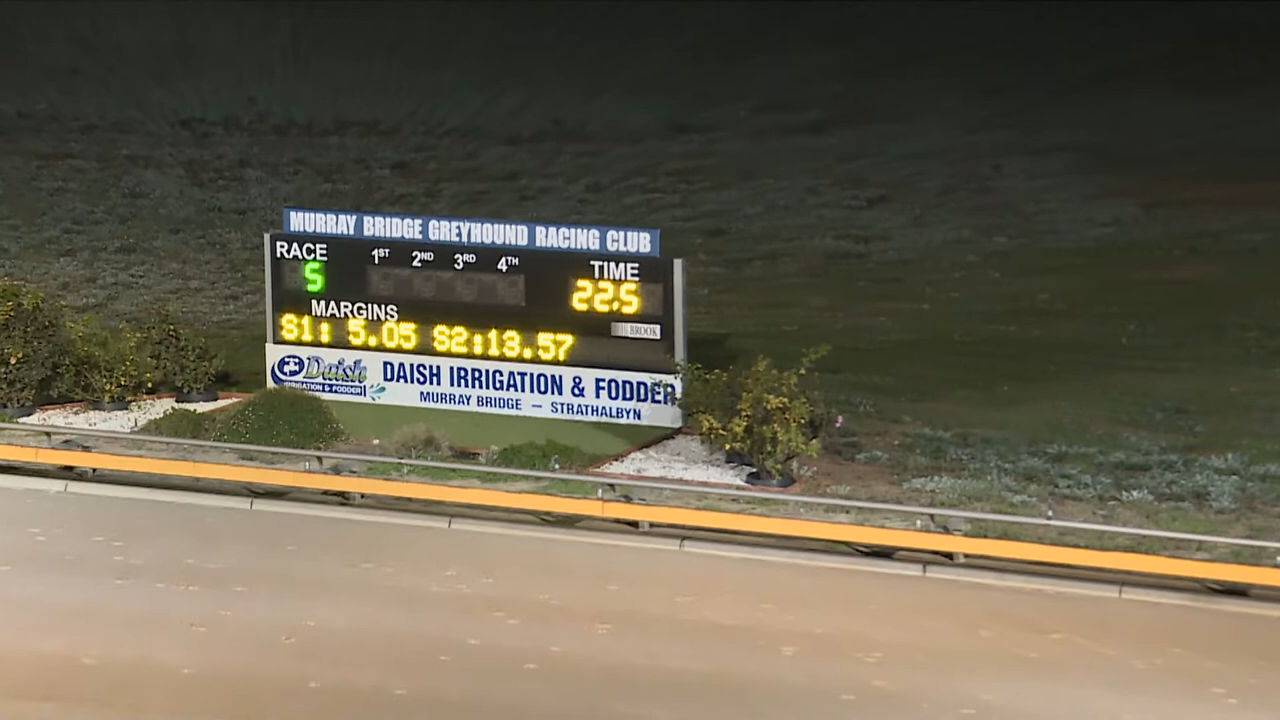 MURRAY BRIDGE GREYHOUND RACING CLUB
RACE 1ST 2ND 3RD 4TH TIME
5 22.5
MARGINS
S1: 5.05 S2:13.57
BROOK
Daish
IRRIGATION & FODDER
DAISH IRRIGATION & FODDER
MURRAY BRIDGE — STRATHALBYN